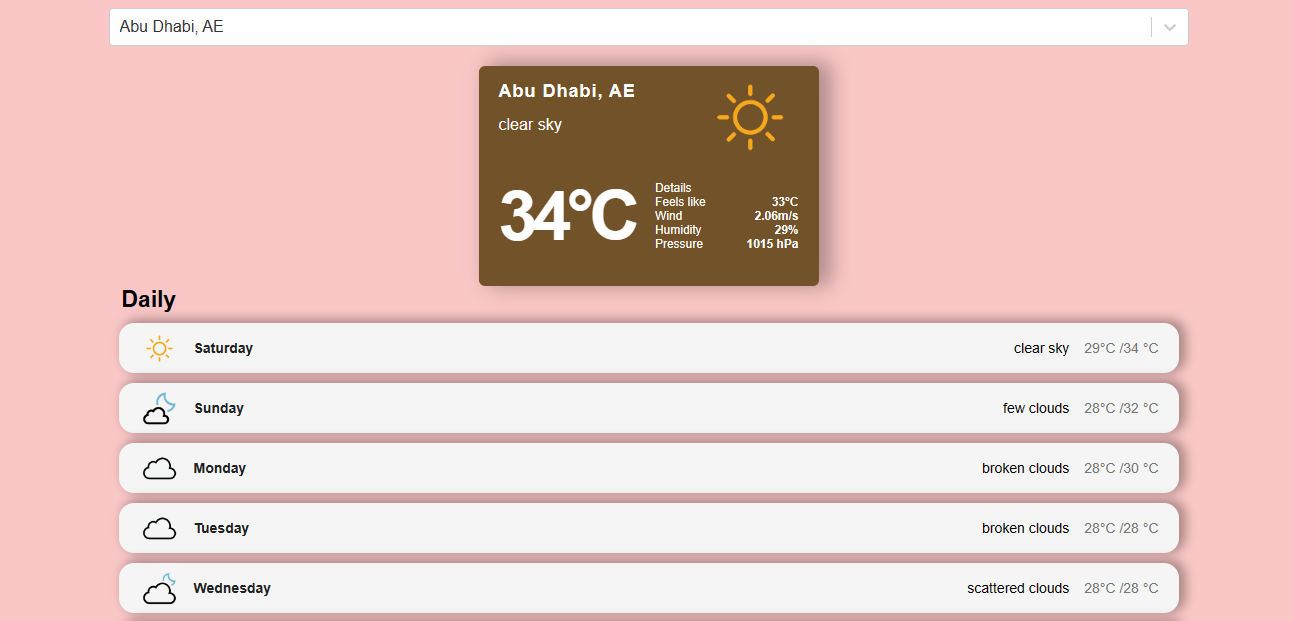 Abu Dhabi, AE
Abu Dhabi, AE
clear sky
34°C
Details
Feels like 33°C
Wind 2.06m/s
Humidity 29%
Pressure 1015 hPa
Daily
Saturday clear sky 29°C /34 °C
Sunday few clouds 28°C /32 °C
Monday broken clouds 28°C /30 °C
Tuesday broken clouds 28°C /28 °C
Wednesday scattered clouds 28°C /28 °C